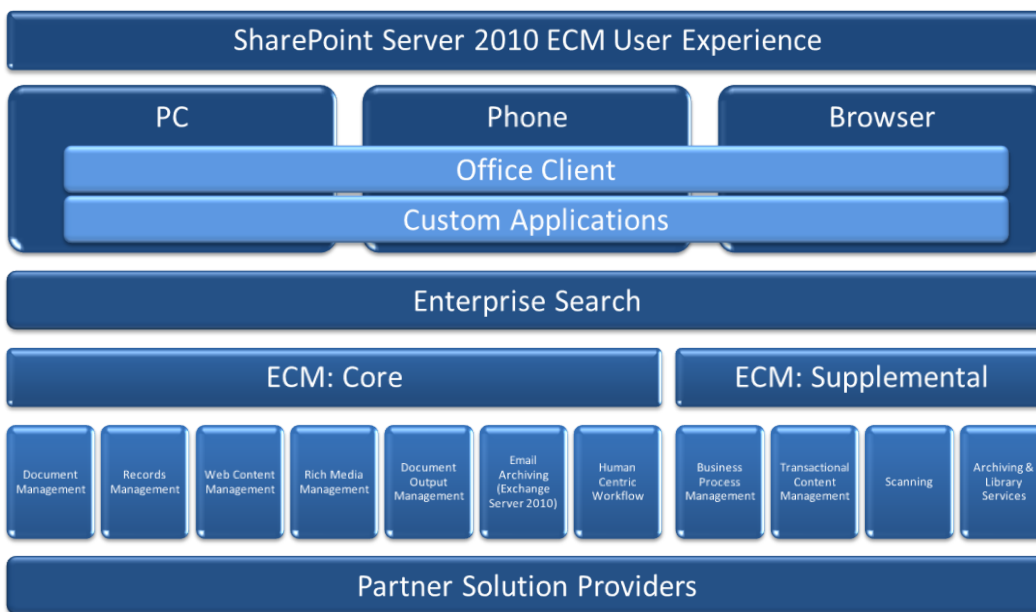 SharePoint Server 2010 ECM User Experience
PC
Phone
Browser
Office Client
Custom Applications
Enterprise Search
ECM: Core
ECM: Supplemental
Document
Management
Records
Management
Web Content
Management
Rich Media
Management
Document
Output
Management
Email
Archiving
(Exchange
Server 2010)
Human
Centric
Workflow
Business
Process
Management
Transactional
Content
Management
Scanning
Archiving &
Library
Services
Partner Solution Providers